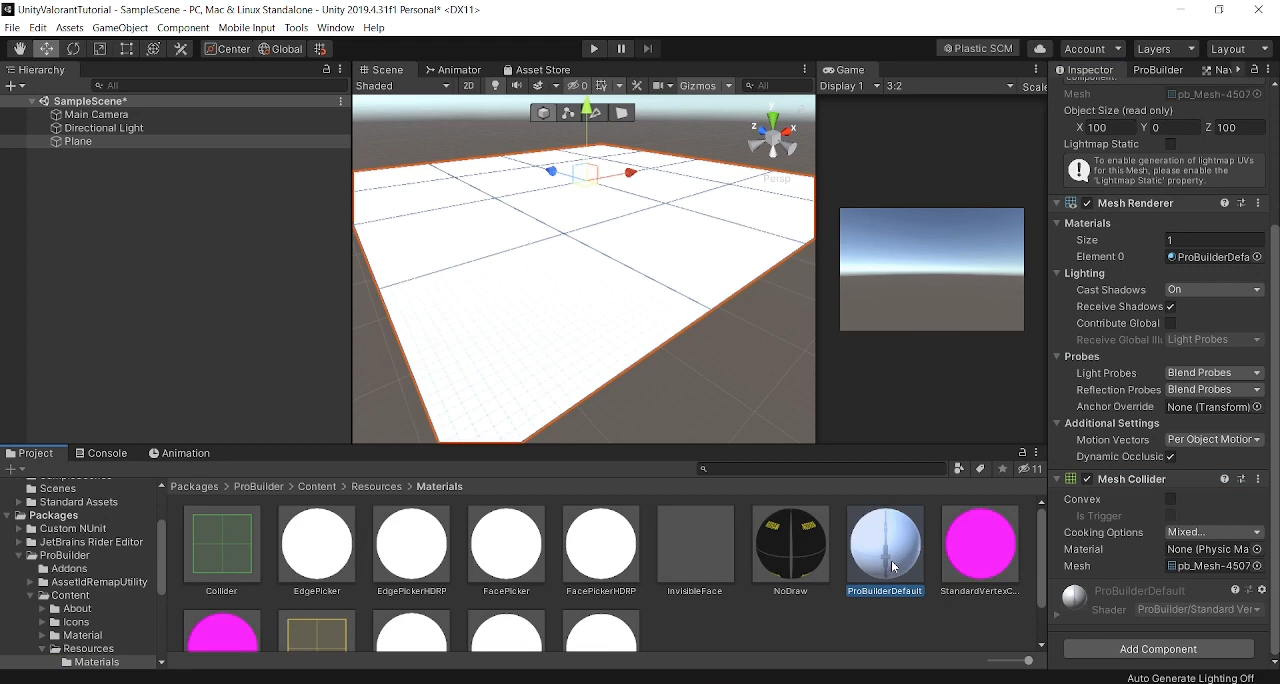 UnityValorantTutorial - SampleScene - PC, Mac & Linux Standalone - Unity 2019.4.31f1 Personal* <DX11>
File Edit Assets GameObject Component Mobile Input Tools Window Help
Center Global Plastic SCM Account Layers Layout
Hierarchy
All
SampleScene*
Main Camera
Directional Light
Plane
Scene Animator Asset Store
Shaded 2D 0 Gizmos All
y
z x
Persp
Game
Display 1 3:2 Scale
Inspector ProBuilder Nav
Mesh pb_Mesh-4507
Object Size (read only)
X 100 Y 0 Z 100
Lightmap Static
To enable generation of lightmap UVs
for this Mesh, please enable the
'Lightmap Static' property.
Mesh Renderer
Materials
Size 1
Element 0 ProBuilderDefa
Lighting
Cast Shadows On
Receive Shadows
Contribute Global
Receive Global Illu Light Probes
Probes
Light Probes Blend Probes
Reflection Probes Blend Probes
Anchor Override None (Transform)
Additional Settings
Motion Vectors Per Object Motion
Dynamic Occlusic
Mesh Collider
Convex
Is Trigger
Cooking Options Mixed...
Material None (Physic Ma
Mesh pb_Mesh-4507
ProBuilderDefault
Shader ProBuilder/Standard Ver
Add Component
Auto Generate Lighting Off
Project Console Animation
11
Scenes
Standard Assets
Packages
Custom NUnit
JetBrains Rider Editor
ProBuilder
Addons
AssetIdRemapUtility
Content
About
Icons
Material
Resources
Materials
Packages > ProBuilder > Content > Resources > Materials
Collider EdgePicker EdgePickerHDRP FacePicker FacePickerHDRP InvisibleFace NoDraw ProBuilderDefault StandardVertexC...